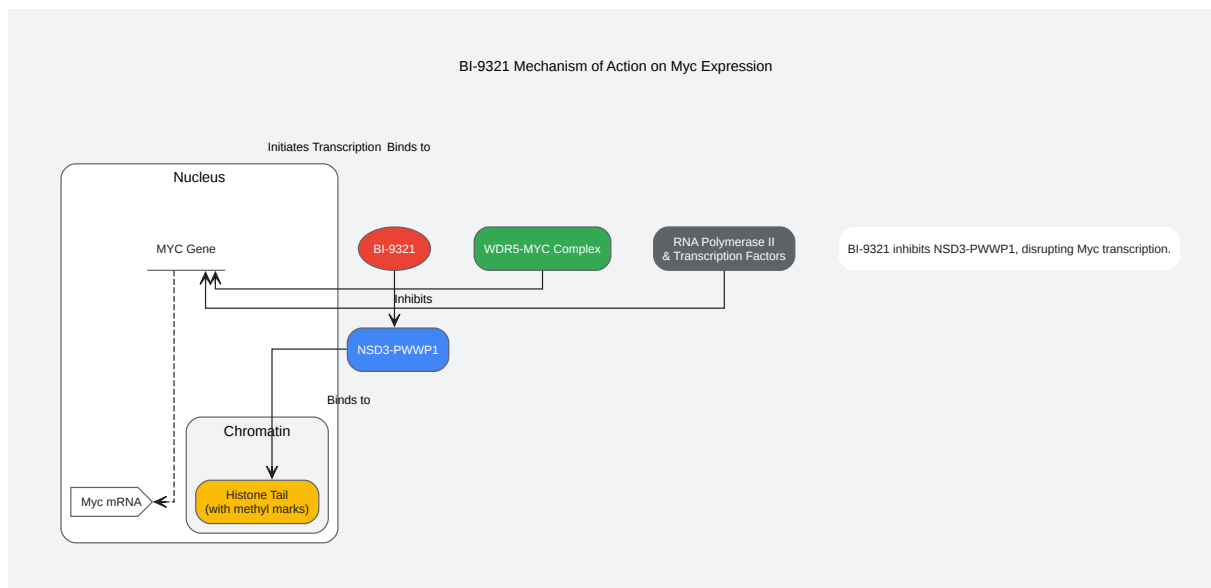 BI-9321 Mechanism of Action on Myc Expression
Initiates Transcription
Binds to
Nucleus
MYC Gene
BI-9321
WDR5-MYC Complex
RNA Polymerase II
& Transcription Factors
BI-9321 inhibits NSD3-PWWP1, disrupting Myc transcription.
Inhibits
NSD3-PWWP1
Binds to
Chromatin
Myc mRNA
Histone Tail
(with methyl marks)